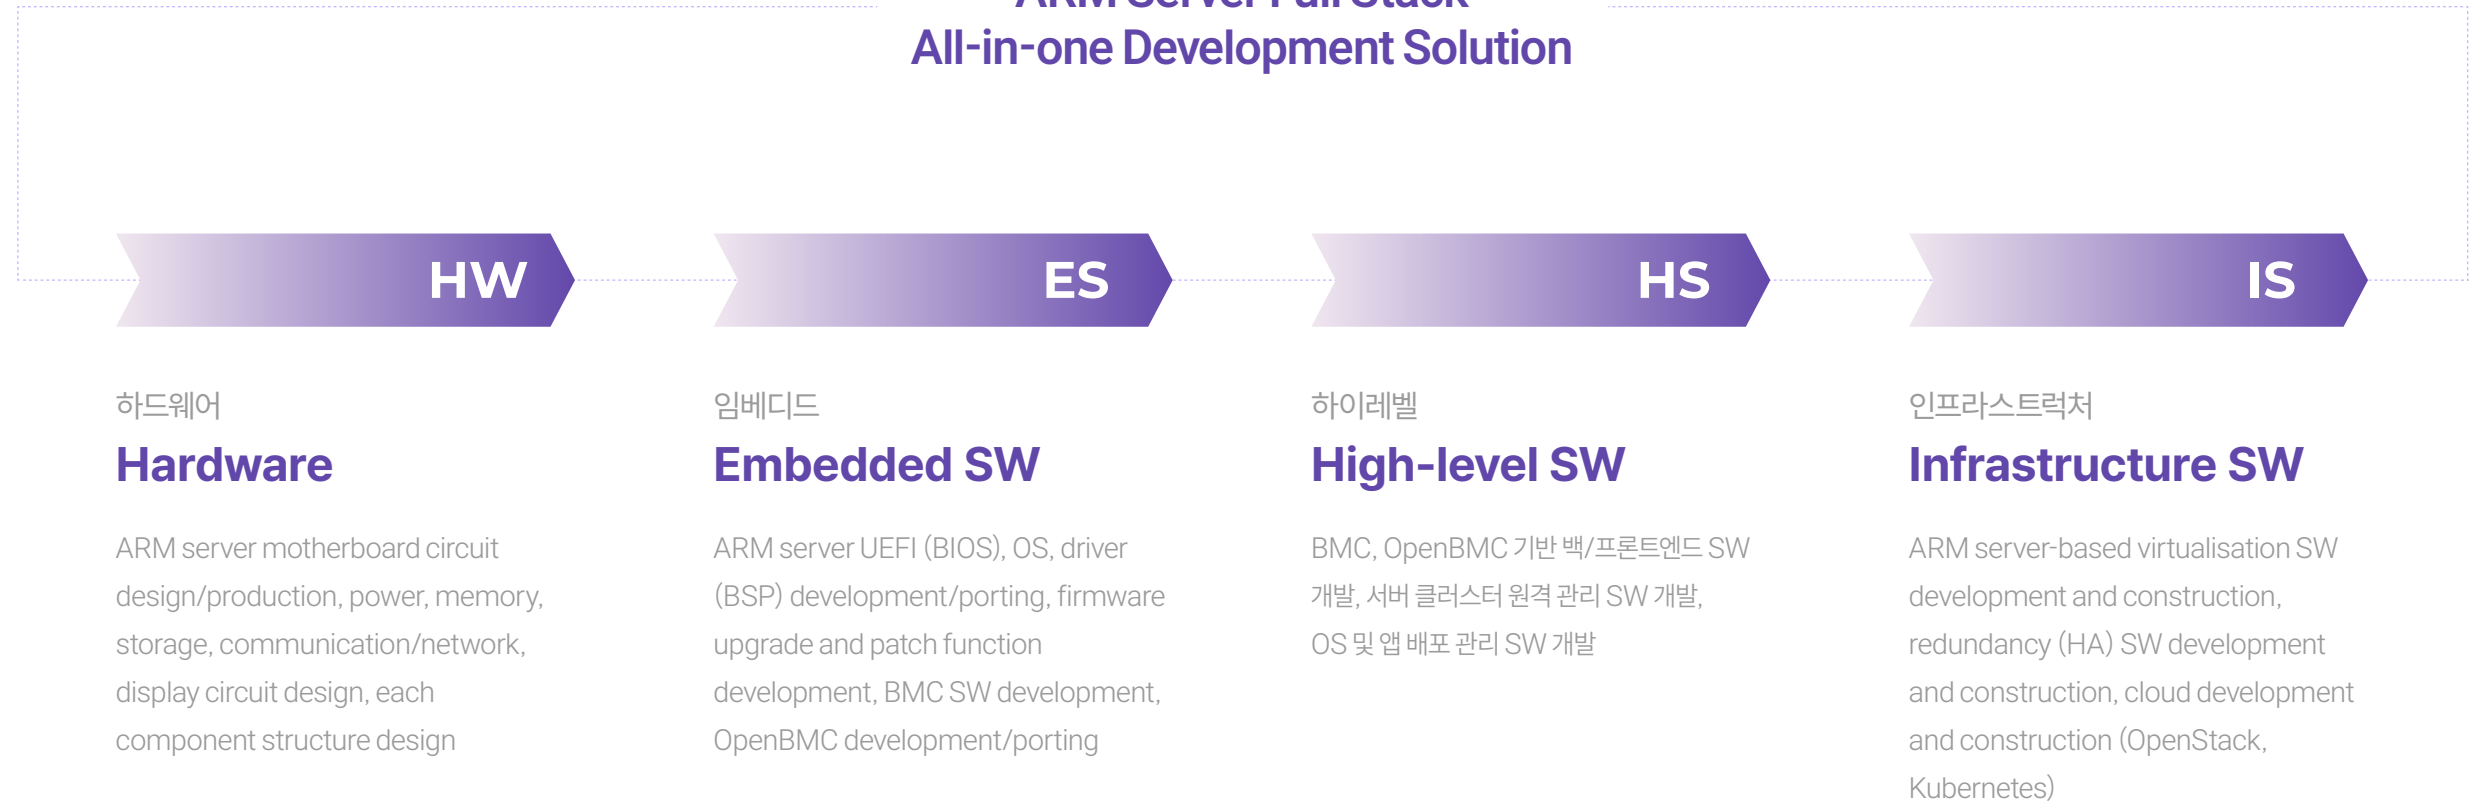 ARM Server Full Stack
All-in-one Development Solution
HW
ES
HS
IS
하드웨어
Hardware
ARM server motherboard circuit
design/production, power, memory,
storage, communication/network,
display circuit design, each
component structure design
임베디드
Embedded SW
ARM server UEFI (BIOS), OS, driver
(BSP) development/porting, firmware
upgrade and patch function
development, BMC SW development,
OpenBMC development/porting
하이레벨
High-level SW
BMC, OpenBMC 기반 백/프론트엔드 SW
개발, 서버 클러스터 원격 관리 SW 개발,
OS 및 앱 배포 관리 SW 개발
인프라스트럭처
Infrastructure SW
ARM server-based virtualisation SW
development and construction,
redundancy (HA) SW development
and construction, cloud development
and construction (OpenStack,
Kubernetes)